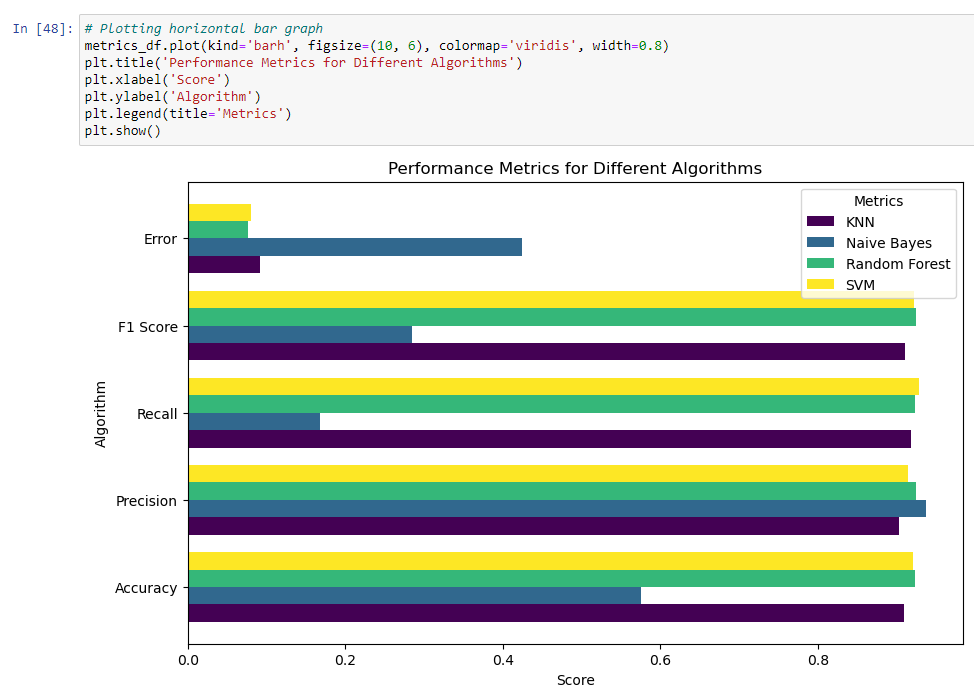 In [48]: # Plotting horizontal bar graph
metrics_df.plot(kind='barh', figsize=(10, 6), colormap='viridis', width=0.8)
plt.title('Performance Metrics for Different Algorithms')
plt.xlabel('Score')
plt.ylabel('Algorithm')
plt.legend(title='Metrics')
plt.show()
Performance Metrics for Different Algorithms
Metrics
KNN
Naive Bayes
Random Forest
SVM
Error
F1 Score
Recall
Precision
Accuracy
Algorithm
0.0 0.2 0.4 0.6 0.8
Score